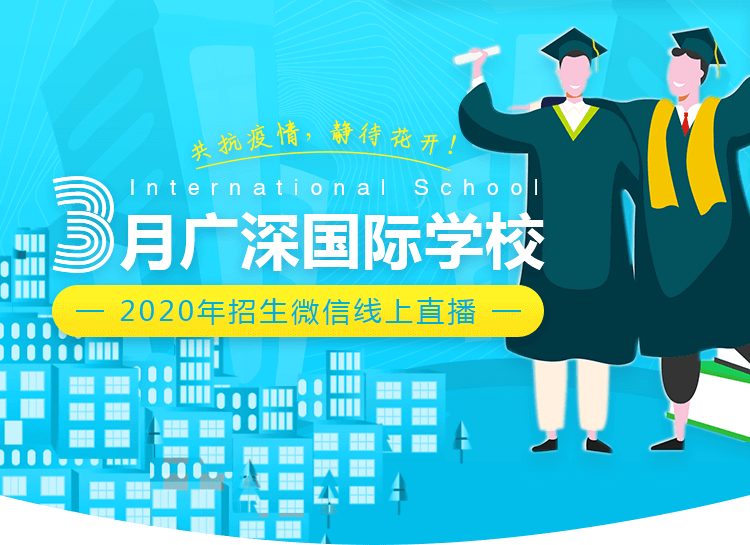 共抗疫情，静待花开！
International School
3月广深国际学校
— 2020年招生微信线上直播 —